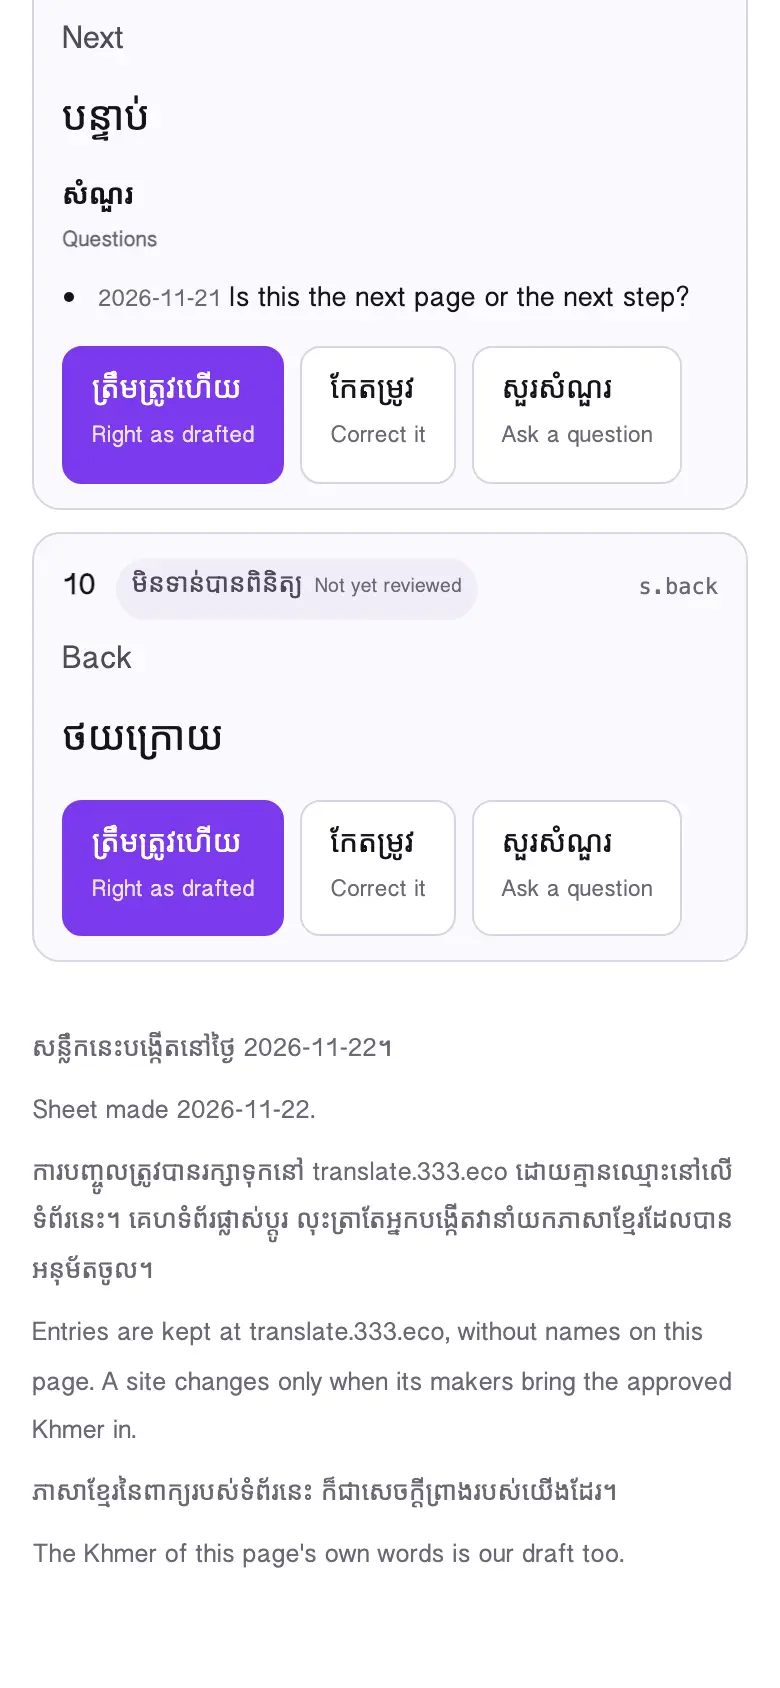 Next
បន្ទាប់
សំណួរ
Questions
• 2026-11-21 Is this the next page or the next step?
ត្រឹមត្រូវហើយ
Right as drafted
កែតម្រូវ
Correct it
សួរសំណួរ
Ask a question
10 មិនទាន់បានពិនិត្យ Not yet reviewed s.back
Back
ថយក្រោយ
ត្រឹមត្រូវហើយ
Right as drafted
កែតម្រូវ
Correct it
សួរសំណួរ
Ask a question
សន្លឹកនេះបង្កើតនៅថ្ងៃ 2026-11-22។
Sheet made 2026-11-22.
ការបញ្ចូលត្រូវបានរក្សាទុកនៅ translate.333.eco ដោយគ្មានឈ្មោះនៅលើ
ទំព័រនេះ។ គេហទំព័រផ្លាស់ប្តូរ លុះត្រាតែអ្នកបង្កើតវានាំយកភាសាខ្មែរដែលបាន
អនុម័តចូល។
Entries are kept at translate.333.eco, without names on this
page. A site changes only when its makers bring the approved
Khmer in.
ភាសាខ្មែរនៃពាក្យរបស់ទំព័រនេះ ក៏ជាសេចក្តីព្រាងរបស់យើងដែរ។
The Khmer of this page's own words is our draft too.